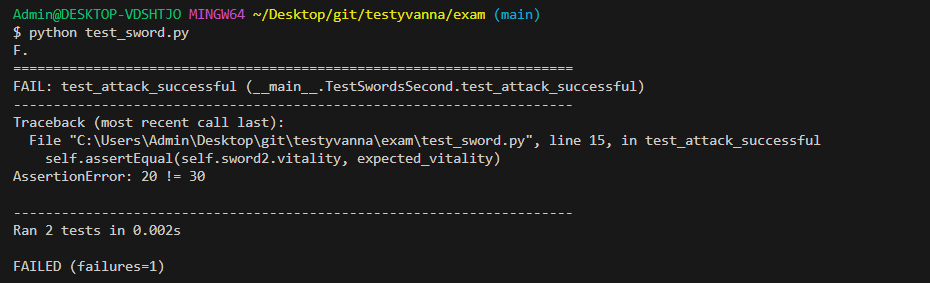 Admin@DESKTOP-VDSHTJO MINGW64 ~/Desktop/git/testyvanna/exam (main)
$ python test_sword.py
F.
======================================================================
FAIL: test_attack_successful (__main__.TestSwordsSecond.test_attack_successful)
----------------------------------------------------------------------
Traceback (most recent call last):
  File "C:\Users\Admin\Desktop\git\testyvanna\exam\test_sword.py", line 15, in test_attack_successful
    self.assertEqual(self.sword2.vitality, expected_vitality)
AssertionError: 20 != 30

----------------------------------------------------------------------
Ran 2 tests in 0.002s

FAILED (failures=1)